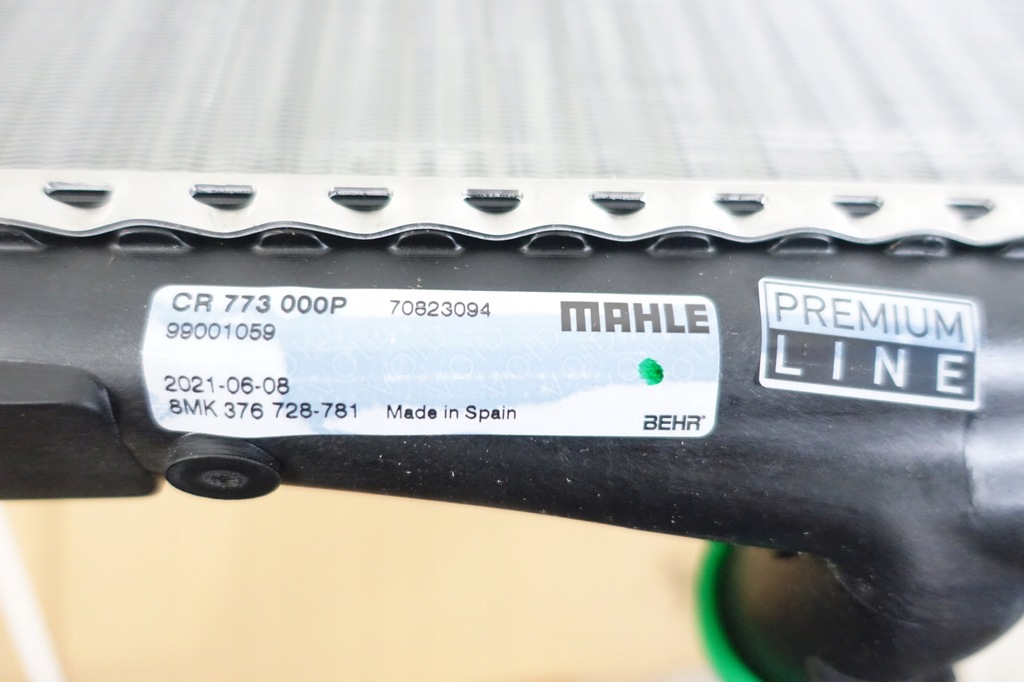 CR 773 000P 70823094 MAHLE
99001059
2021-06-08
8MK 376 728-781 Made in Spain BEHR®
PREMIUM
LINE